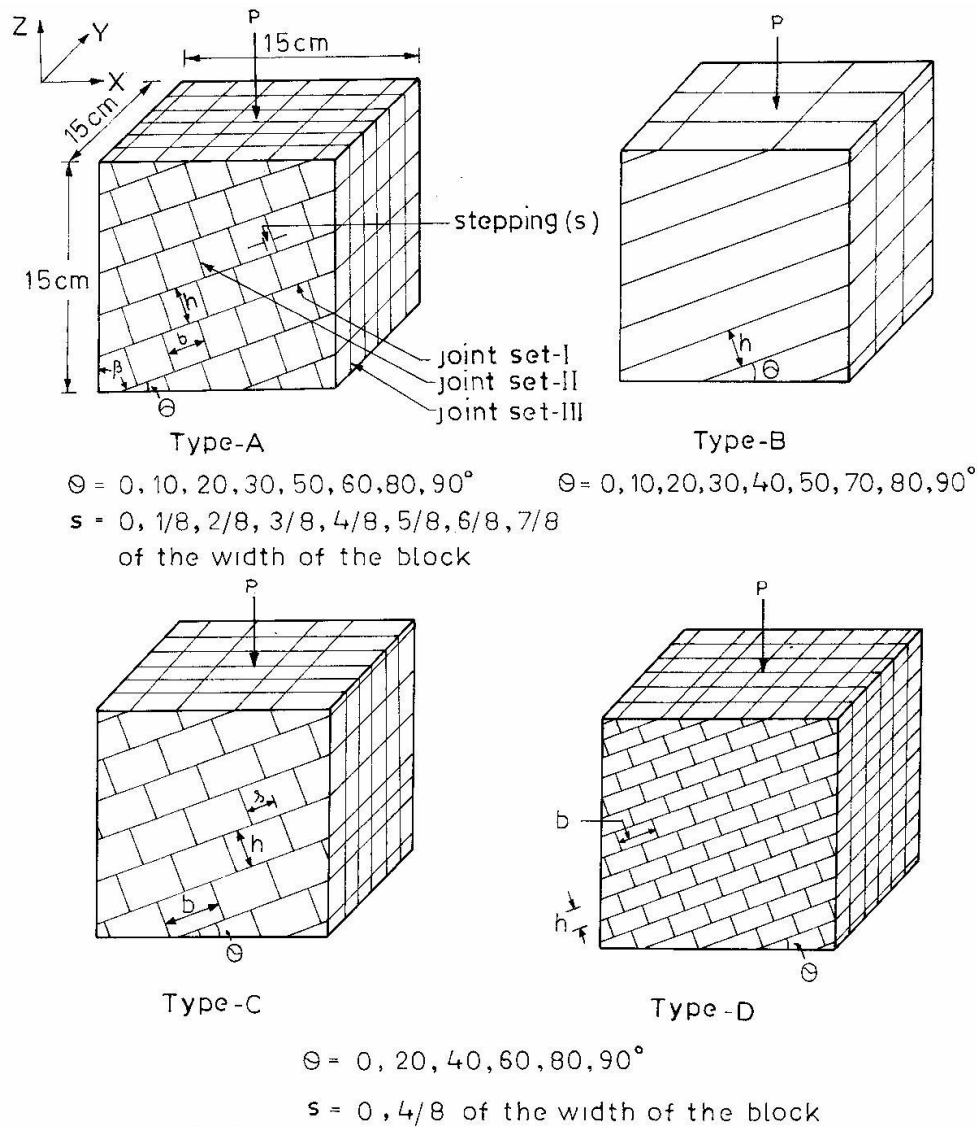 Z
Y
X
P
15cm
15cm
15cm
stepping (s)
h
b
β
θ
joint set-I
joint set-II
joint set-III
Type-A
θ = 0, 10, 20, 30, 50, 60, 80, 90°
s = 0, 1/8, 2/8, 3/8, 4/8, 5/8, 6/8, 7/8
of the width of the block
P
h
θ
Type-B
θ = 0, 10, 20, 30, 40, 50, 70, 80, 90°
P
s
h
b
θ
Type-C
P
b
h
θ
Type-D
θ = 0, 20, 40, 60, 80, 90°
s = 0, 4/8 of the width of the block